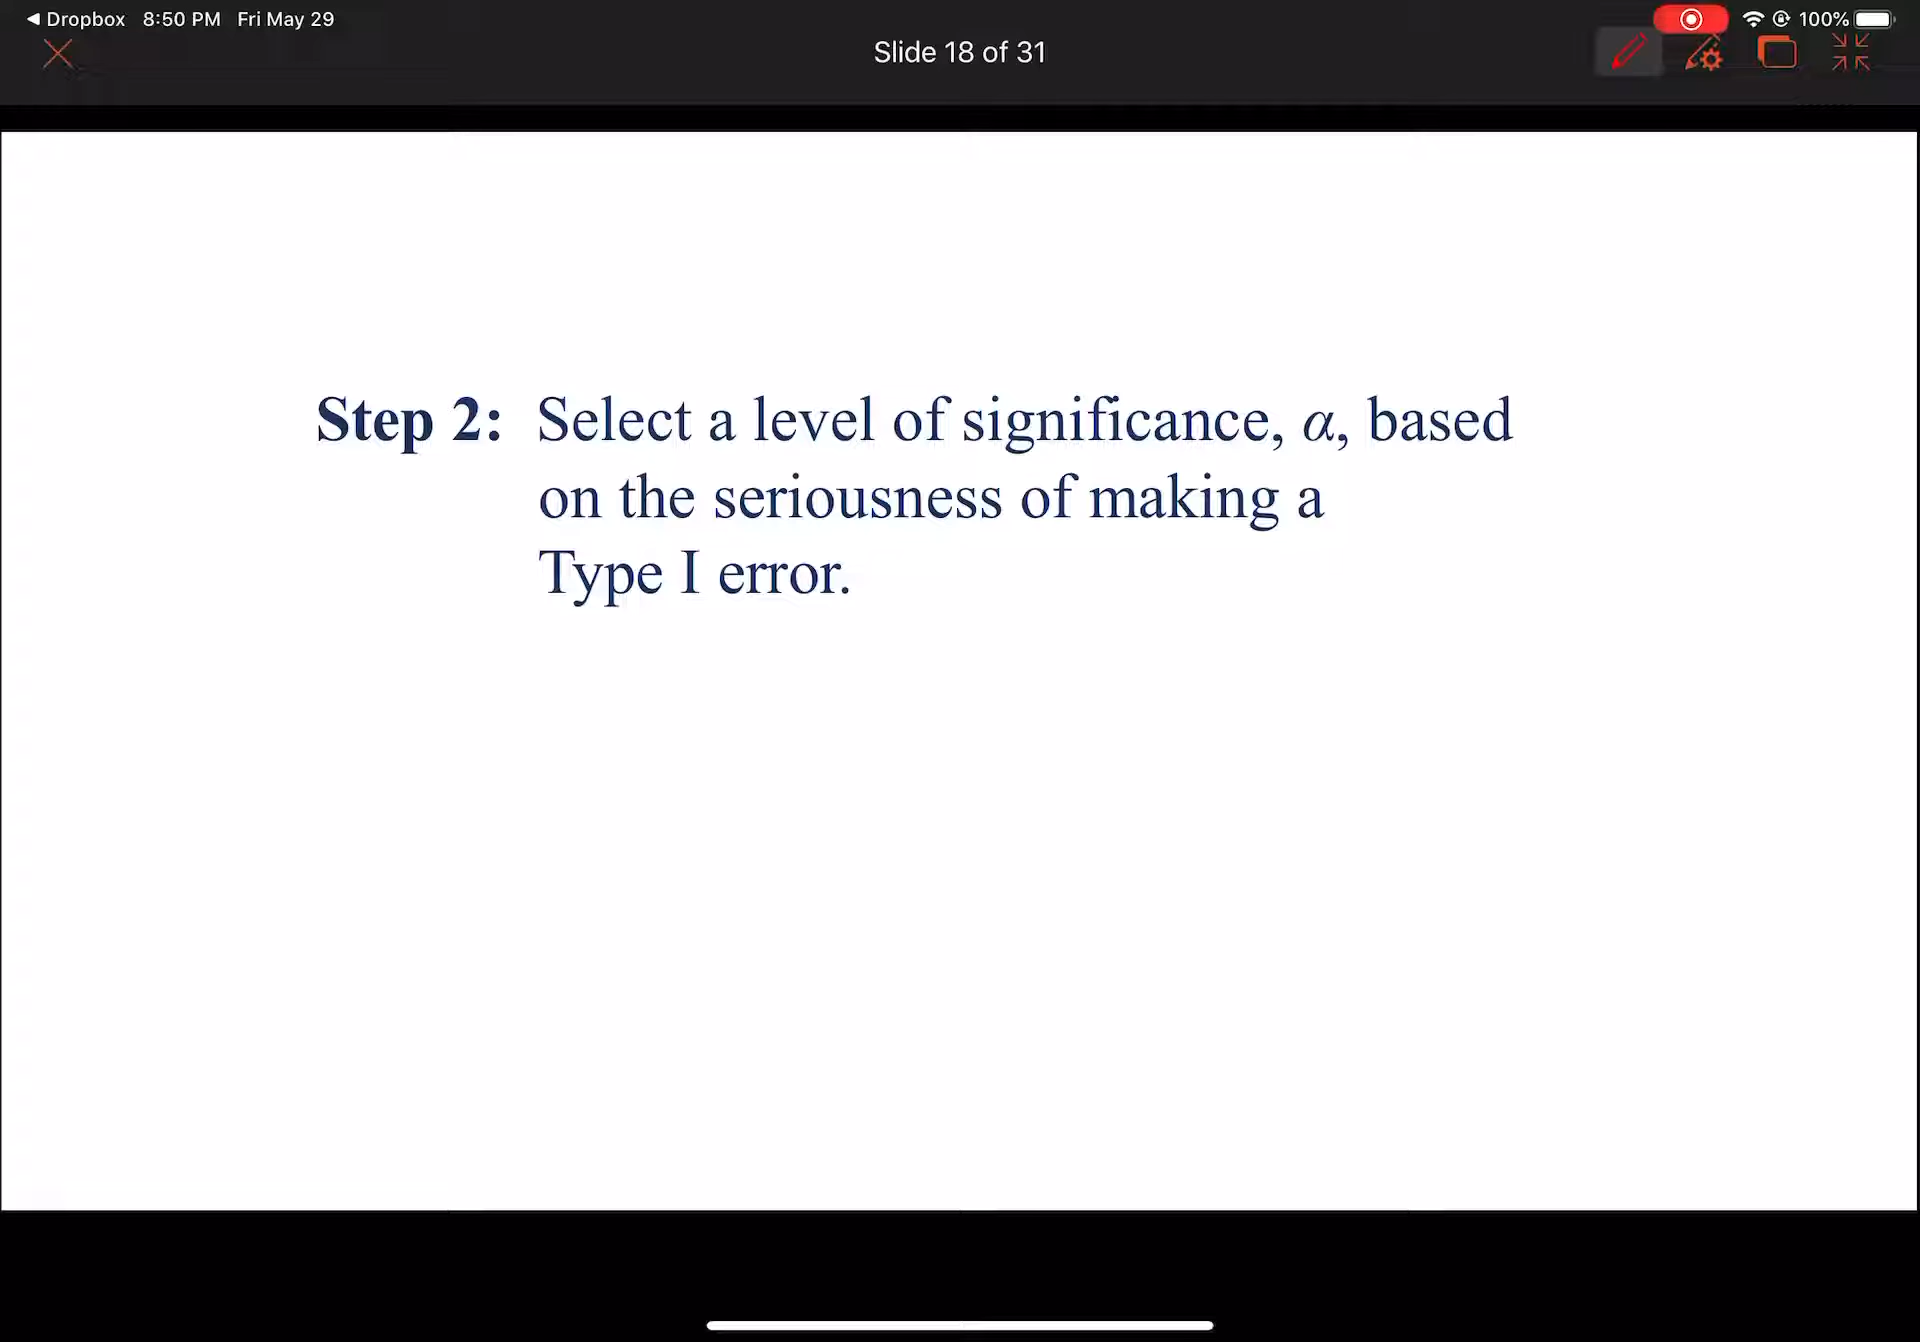 ◀ Dropbox 8:50 PM Fri May 29
100%
Slide 18 of 31
Step 2: Select a level of significance, α, based
on the seriousness of making a
Type I error.